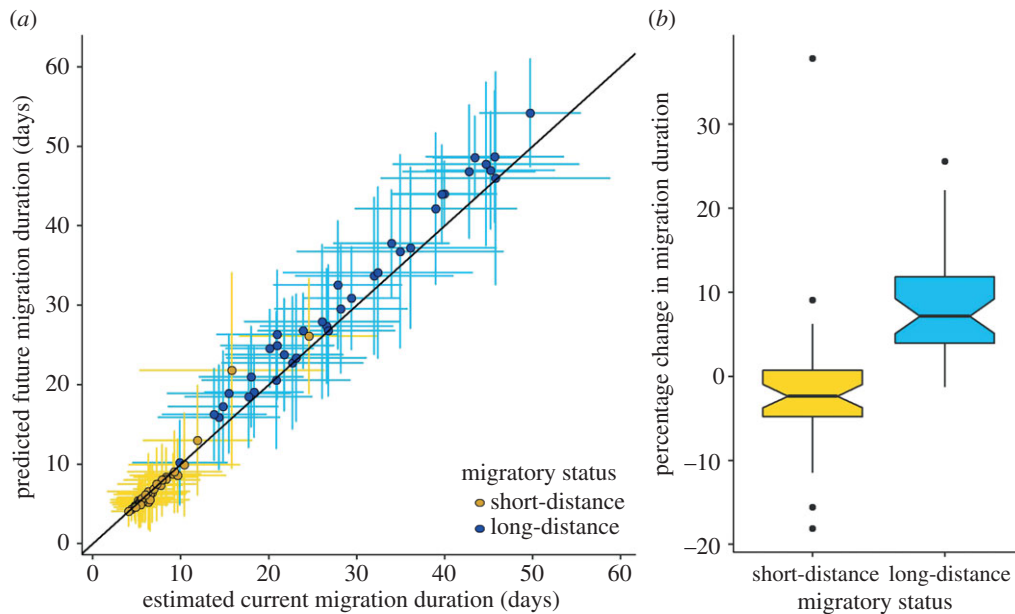 (a)
predicted future migration duration (days)
60
50
40
30
20
10
0
0 10 20 30 40 50 60
estimated current migration duration (days)
migratory status
short-distance
long-distance
(b)
percentage change in migration duration
30
20
10
0
−10
−20
short-distance long-distance
migratory status